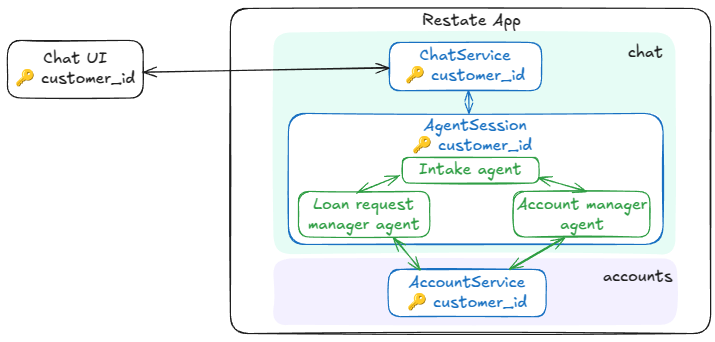 Restate App
Chat UI
🔑 customer_id
chat
ChatService
🔑 customer_id
AgentSession
🔑 customer_id
Intake agent
Loan request
manager agent
Account manager
agent
accounts
AccountService
🔑 customer_id